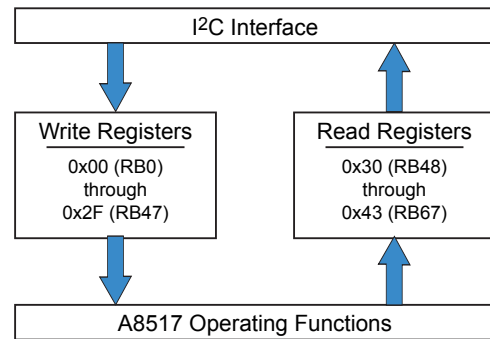 I²C Interface
Write Registers
0x00 (RB0)
through
0x2F (RB47)
Read Registers
0x30 (RB48)
through
0x43 (RB67)
A8517 Operating Functions